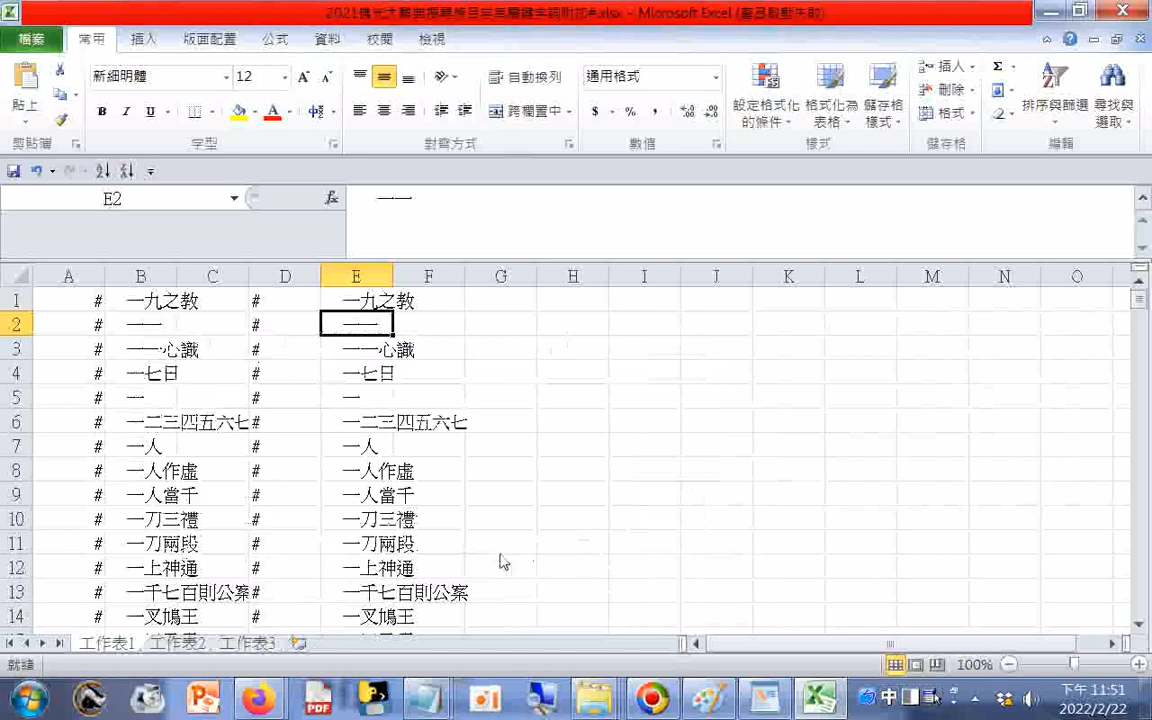 檔案 常用 插入 版面配置 公式 資料 校閱 檢視
新細明體 12 自動換列 通用格式 插入 Σ
貼上 B I U A 跨欄置中 $ % , 設定格式化的條件 格式化為表格 儲存格樣式 刪除 格式 排序與篩選 尋找與選取
剪貼簿 字型 對齊方式 數值 樣式 儲存格 編輯
E2 fx 一一
A B C D E F G H I J K L M N O
1 # 一九之教 # 一九之教
2 # 一一 # 一一
3 # 一一心識 # 一一心識
4 # 一七日 # 一七日
5 # 一 # 一
6 # 一二三四五六七 # 一二三四五六七
7 # 一人 # 一人
8 # 一人作虛 # 一人作虛
9 # 一人當千 # 一人當千
10 # 一刀三禮 # 一刀三禮
11 # 一刀兩段 # 一刀兩段
12 # 一上神通 # 一上神通
13 # 一千七百則公案 # 一千七百則公案
14 # 一叉鳩王 # 一叉鳩王
工作表1 工作表2 工作表3
就緒 100%
中 下午 11:51
2022/2/22